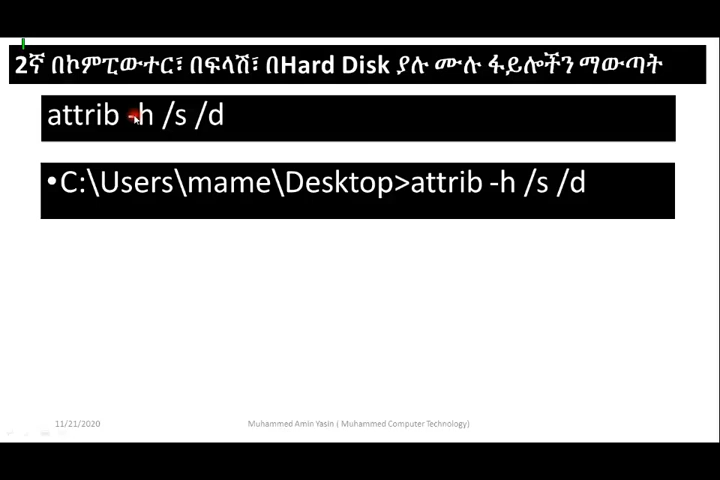 2ኛ በኮምፒውተር፣ በፍላሽ፣ በHard Disk ያሉ ሙሉ ፋይሎችን ማውጣት
attrib -h /s /d
•C:\Users\mame\Desktop>attrib -h /s /d
11/21/2020 Muhammed Amin Yasin ( Muhammed Computer Technology)